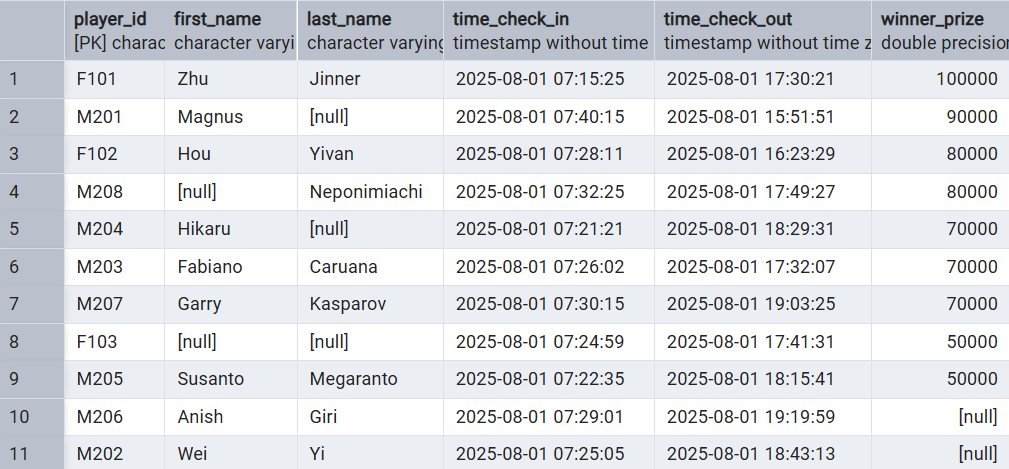 player_id first_name last_name time_check_in time_check_out winner_prize
[PK] charac character varyi character varying timestamp without time timestamp without time z double precision
1 F101 Zhu Jinner 2025-08-01 07:15:25 2025-08-01 17:30:21 100000
2 M201 Magnus [null] 2025-08-01 07:40:15 2025-08-01 15:51:51 90000
3 F102 Hou Yivan 2025-08-01 07:28:11 2025-08-01 16:23:29 80000
4 M208 [null] Neponimiachi 2025-08-01 07:32:25 2025-08-01 17:49:27 80000
5 M204 Hikaru [null] 2025-08-01 07:21:21 2025-08-01 18:29:31 70000
6 M203 Fabiano Caruana 2025-08-01 07:26:02 2025-08-01 17:32:07 70000
7 M207 Garry Kasparov 2025-08-01 07:30:15 2025-08-01 19:03:25 70000
8 F103 [null] [null] 2025-08-01 07:24:59 2025-08-01 17:41:31 50000
9 M205 Susanto Megaranto 2025-08-01 07:22:35 2025-08-01 18:15:41 50000
10 M206 Anish Giri 2025-08-01 07:29:01 2025-08-01 19:19:59 [null]
11 M202 Wei Yi 2025-08-01 07:25:05 2025-08-01 18:43:13 [null]